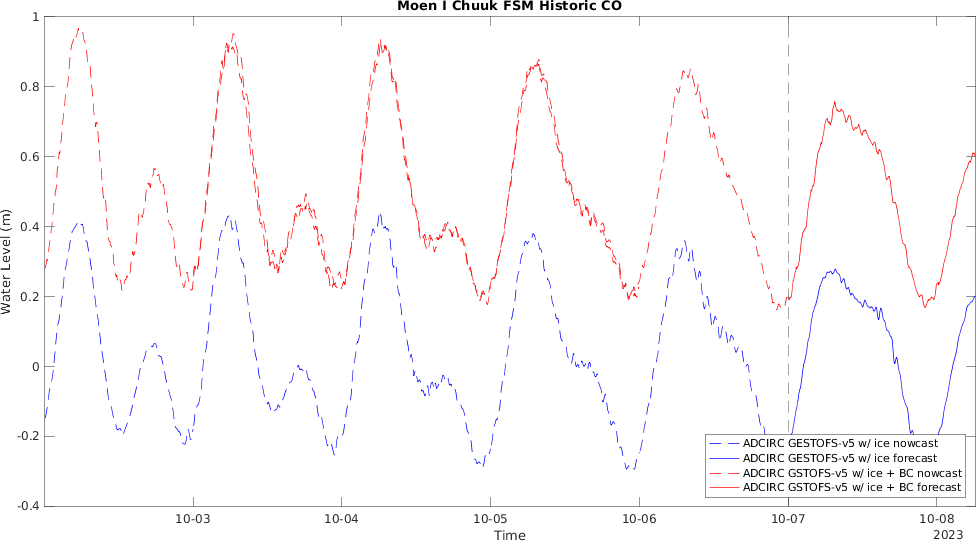 Moen I Chuuk FSM Historic CO
1
0.8
0.6
0.4
0.2
0
-0.2
-0.4
Water Level (m)
10-03
10-04
10-05
10-06
10-07
10-08
Time
2023
ADCIRC GESTOFS-v5 w/ ice nowcast
ADCIRC GESTOFS-v5 w/ ice forecast
ADCIRC GSTOFS-v5 w/ ice + BC nowcast
ADCIRC GSTOFS-v5 w/ ice + BC forecast